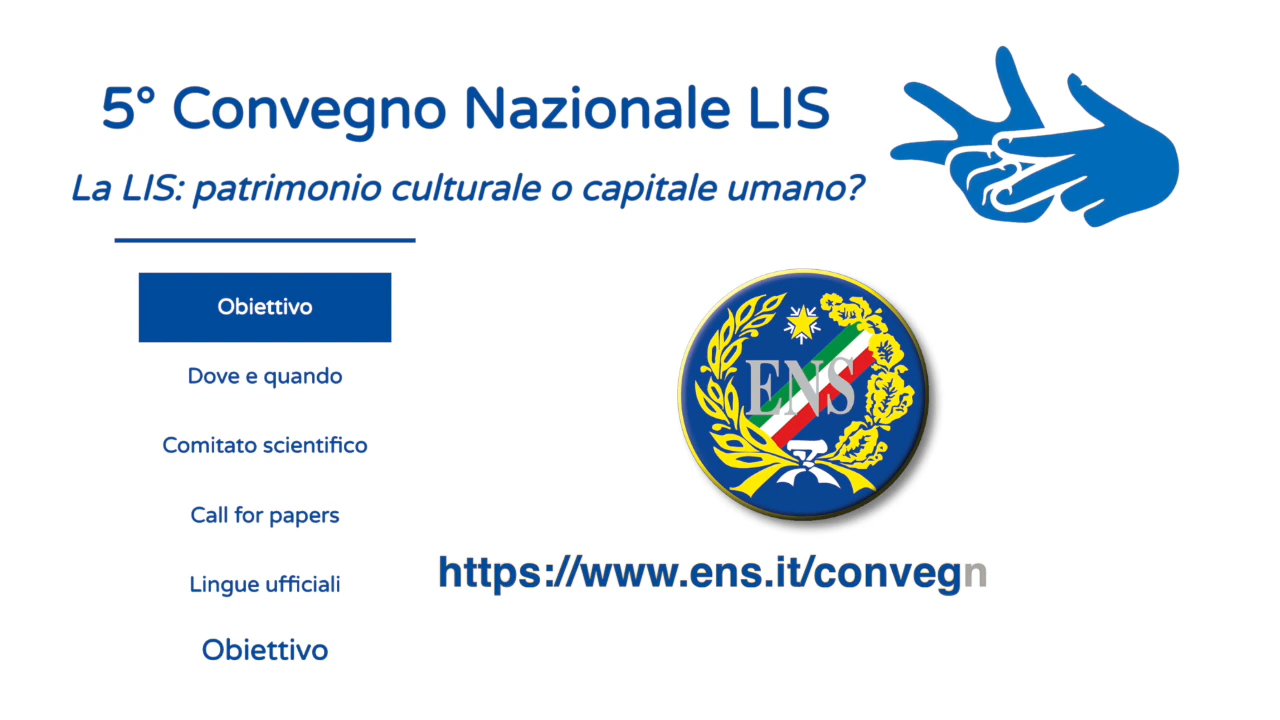 5° Convegno Nazionale LIS
La LIS: patrimonio culturale o capitale umano?
Obiettivo
Dove e quando
Comitato scientifico
Call for papers
Lingue ufficiali
Obiettivo
ENS
https://www.ens.it/convegn